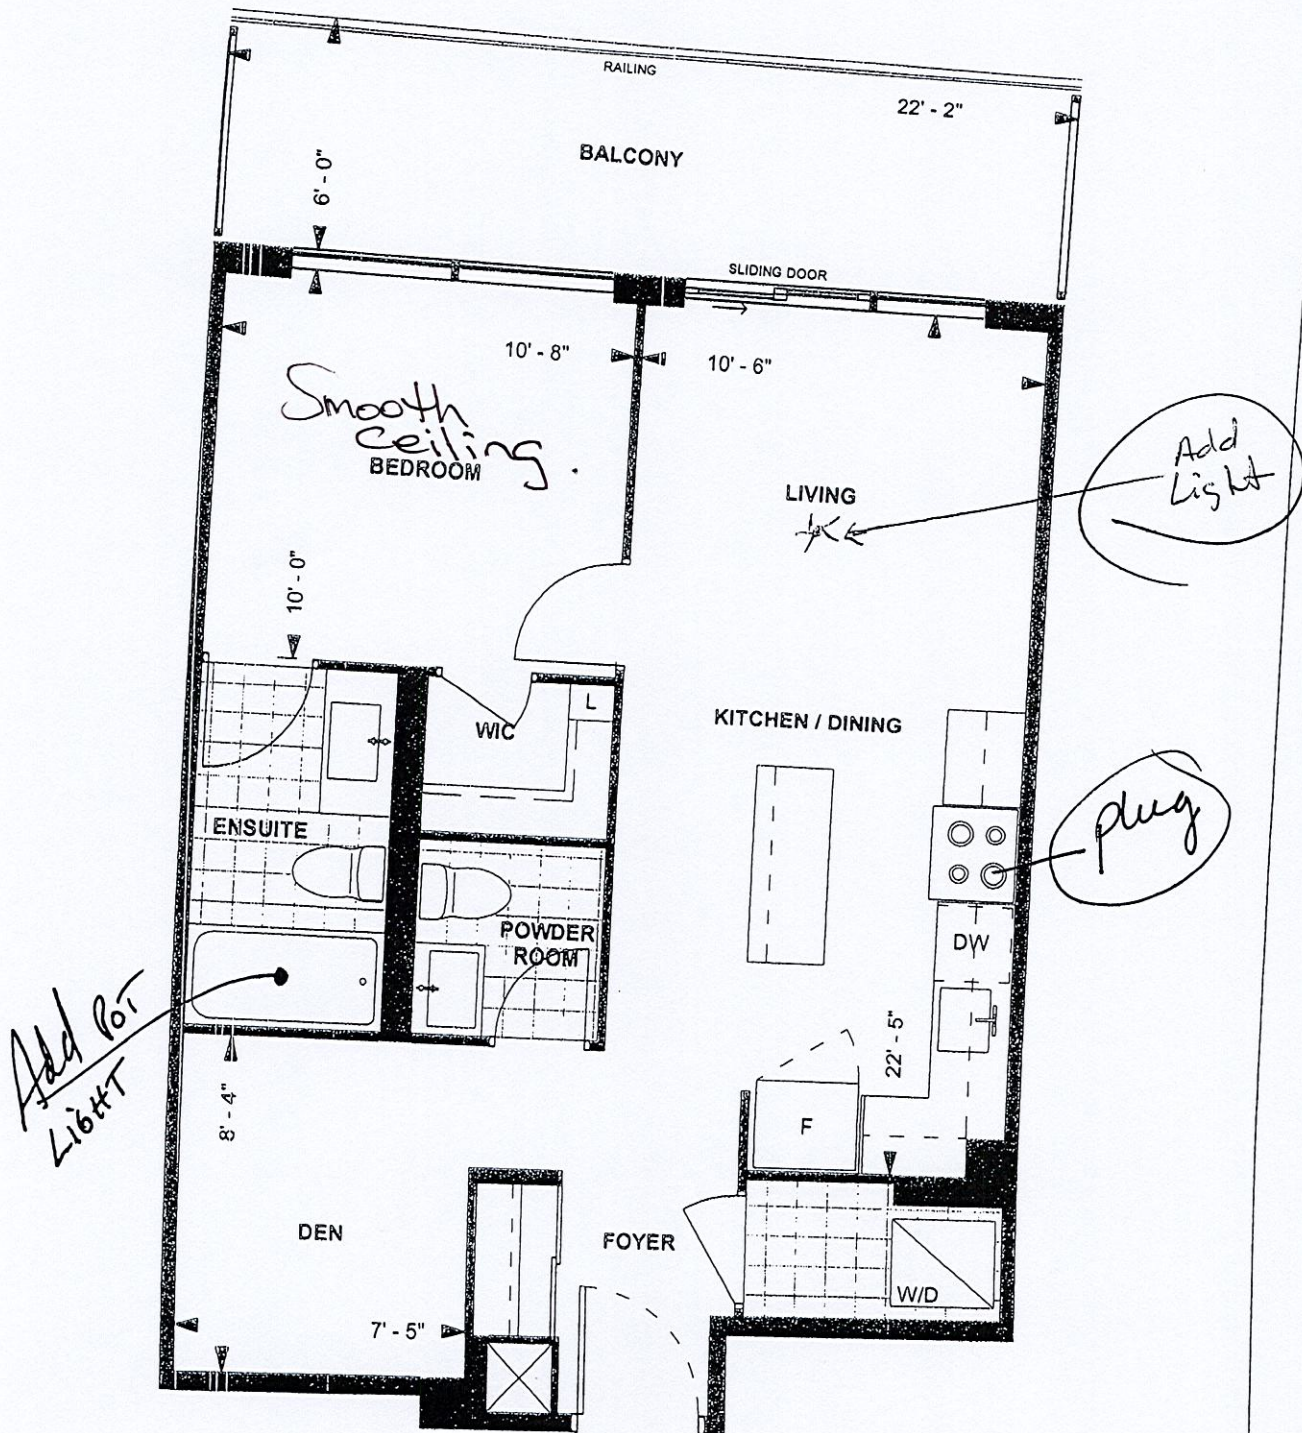 RAILING
22' - 2"
BALCONY
6' - 0"
SLIDING DOOR
10' - 8"
10' - 6"
Smooth
ceiling.
BEDROOM
LIVING
Add
Light
10' - 0"
L
WIC
KITCHEN / DINING
plug
ENSUITE
POWDER
ROOM
DW
Add POT
LIGHT
22' - 5"
8' - 4"
F
DEN
FOYER
W/D
7' - 5"